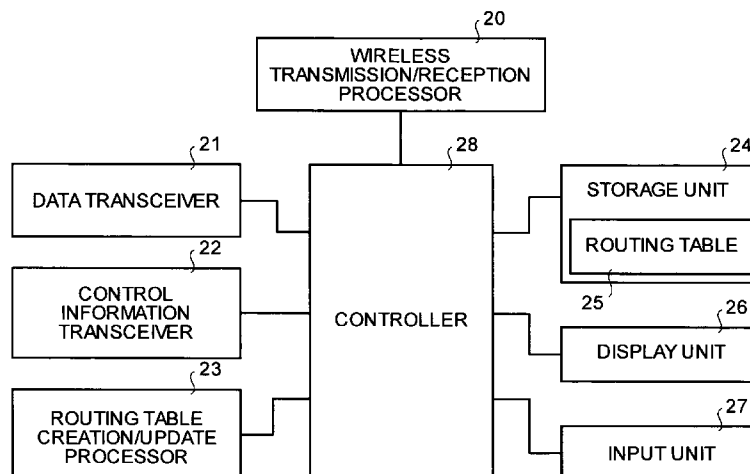 20
WIRELESS
TRANSMISSION/RECEPTION
PROCESSOR
21
DATA TRANSCEIVER
22
CONTROL
INFORMATION
TRANSCEIVER
23
ROUTING TABLE
CREATION/UPDATE
PROCESSOR
28
CONTROLLER
24
STORAGE UNIT
ROUTING TABLE
25
26
DISPLAY UNIT
27
INPUT UNIT